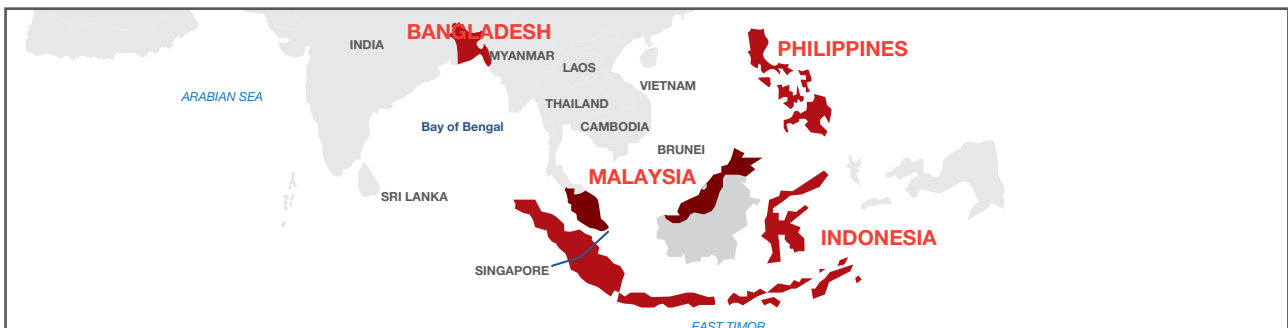 BANGLADESH
PHILIPPINES
INDIA
MYANMAR
LAOS
VIETNAM
ARABIAN SEA
THAILAND
Bay of Bengal
CAMBODIA
BRUNEI
MALAYSIA
SRI LANKA
INDONESIA
SINGAPORE
EAST TIMOR